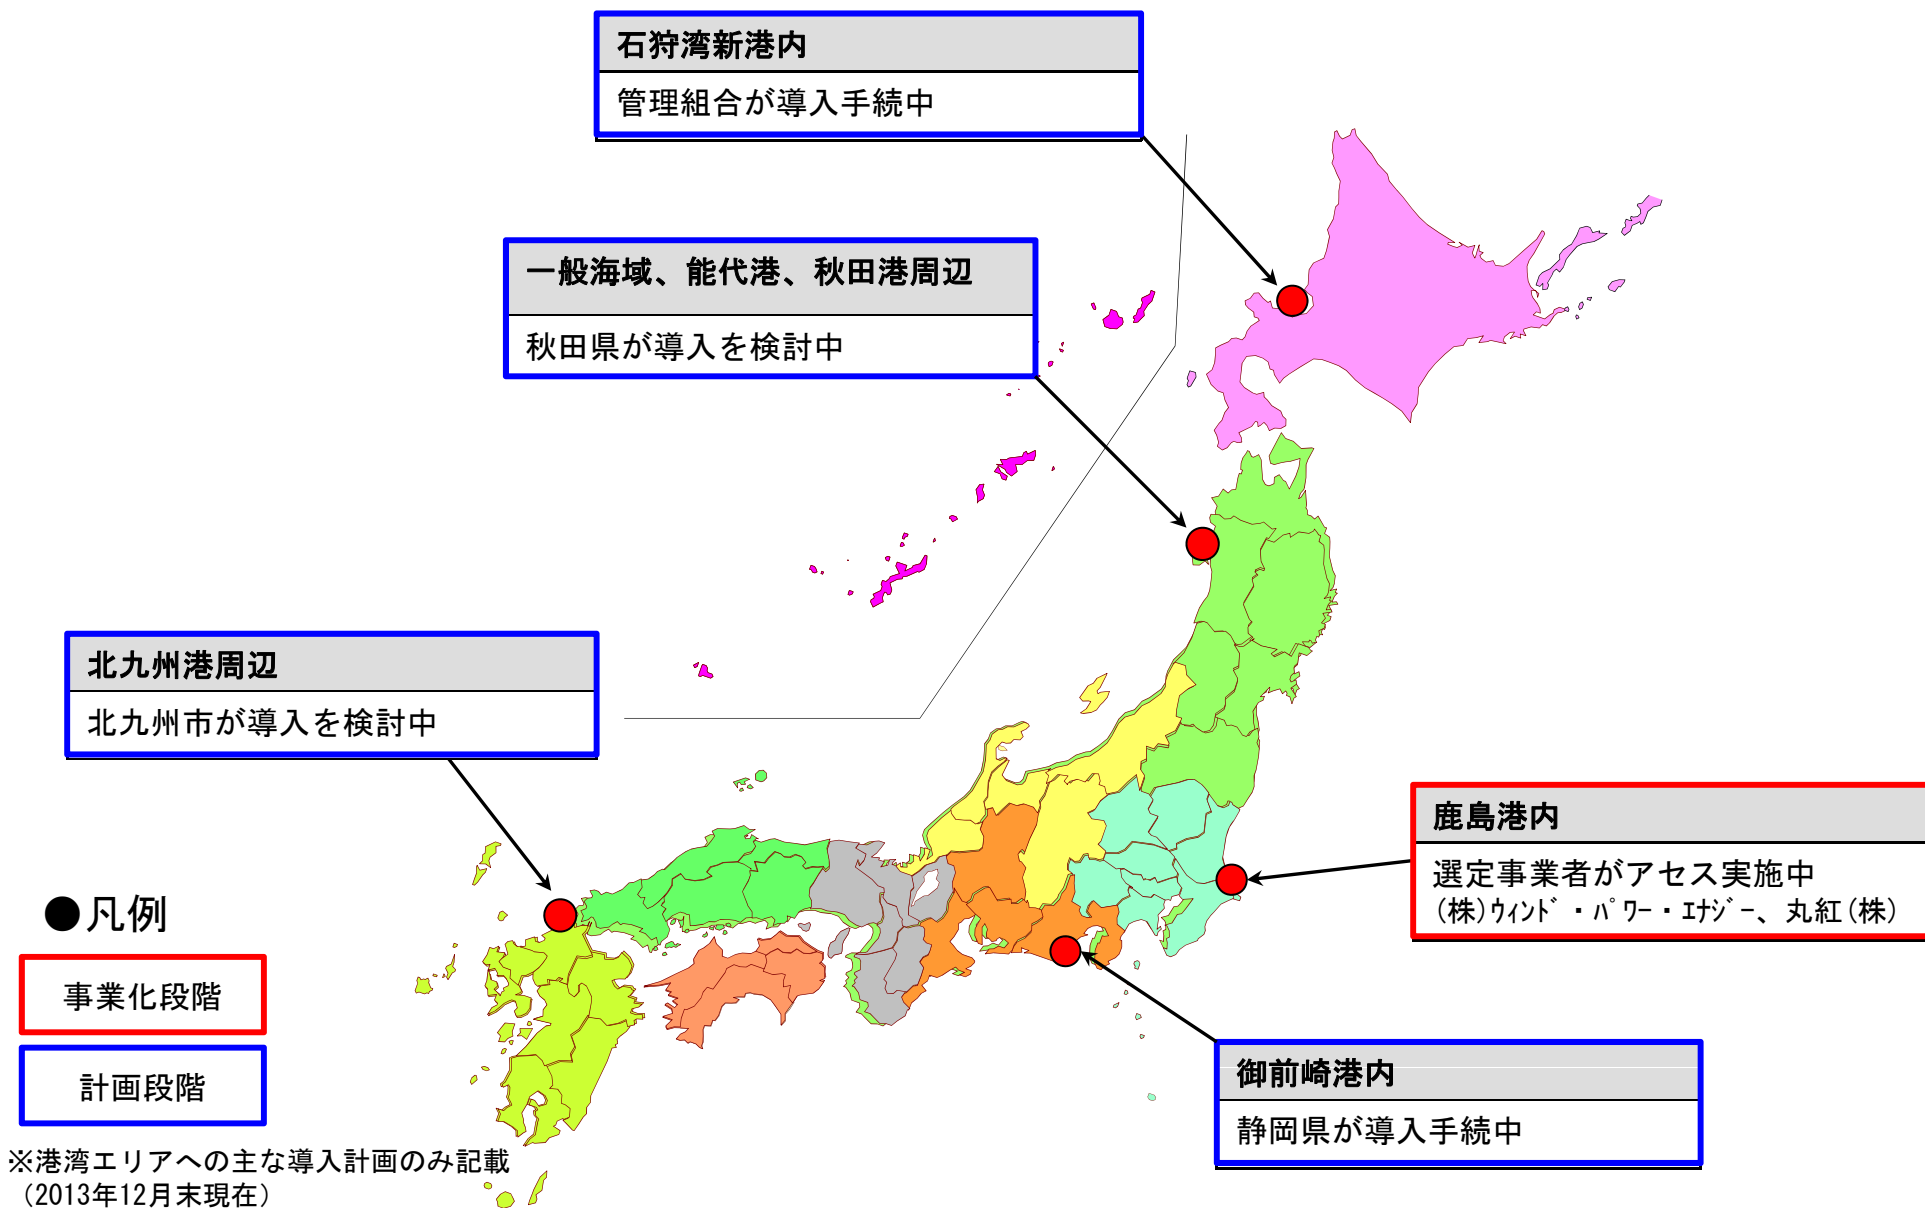 石狩湾新港内
管理組合が導入手続中
一般海域、能代港、秋田港周辺
秋田県が導入を検討中
北九州港周辺
北九州市が導入を検討中
鹿島港内
選定事業者がアセス実施中
(株)ｳｨﾝﾄﾞ・ﾊﾟﾜｰ・ｴﾅｼﾞｰ、丸紅(株)
御前崎港内
静岡県が導入手続中
●凡例
事業化段階
計画段階
※港湾エリアへの主な導入計画のみ記載
（2013年12月末現在）